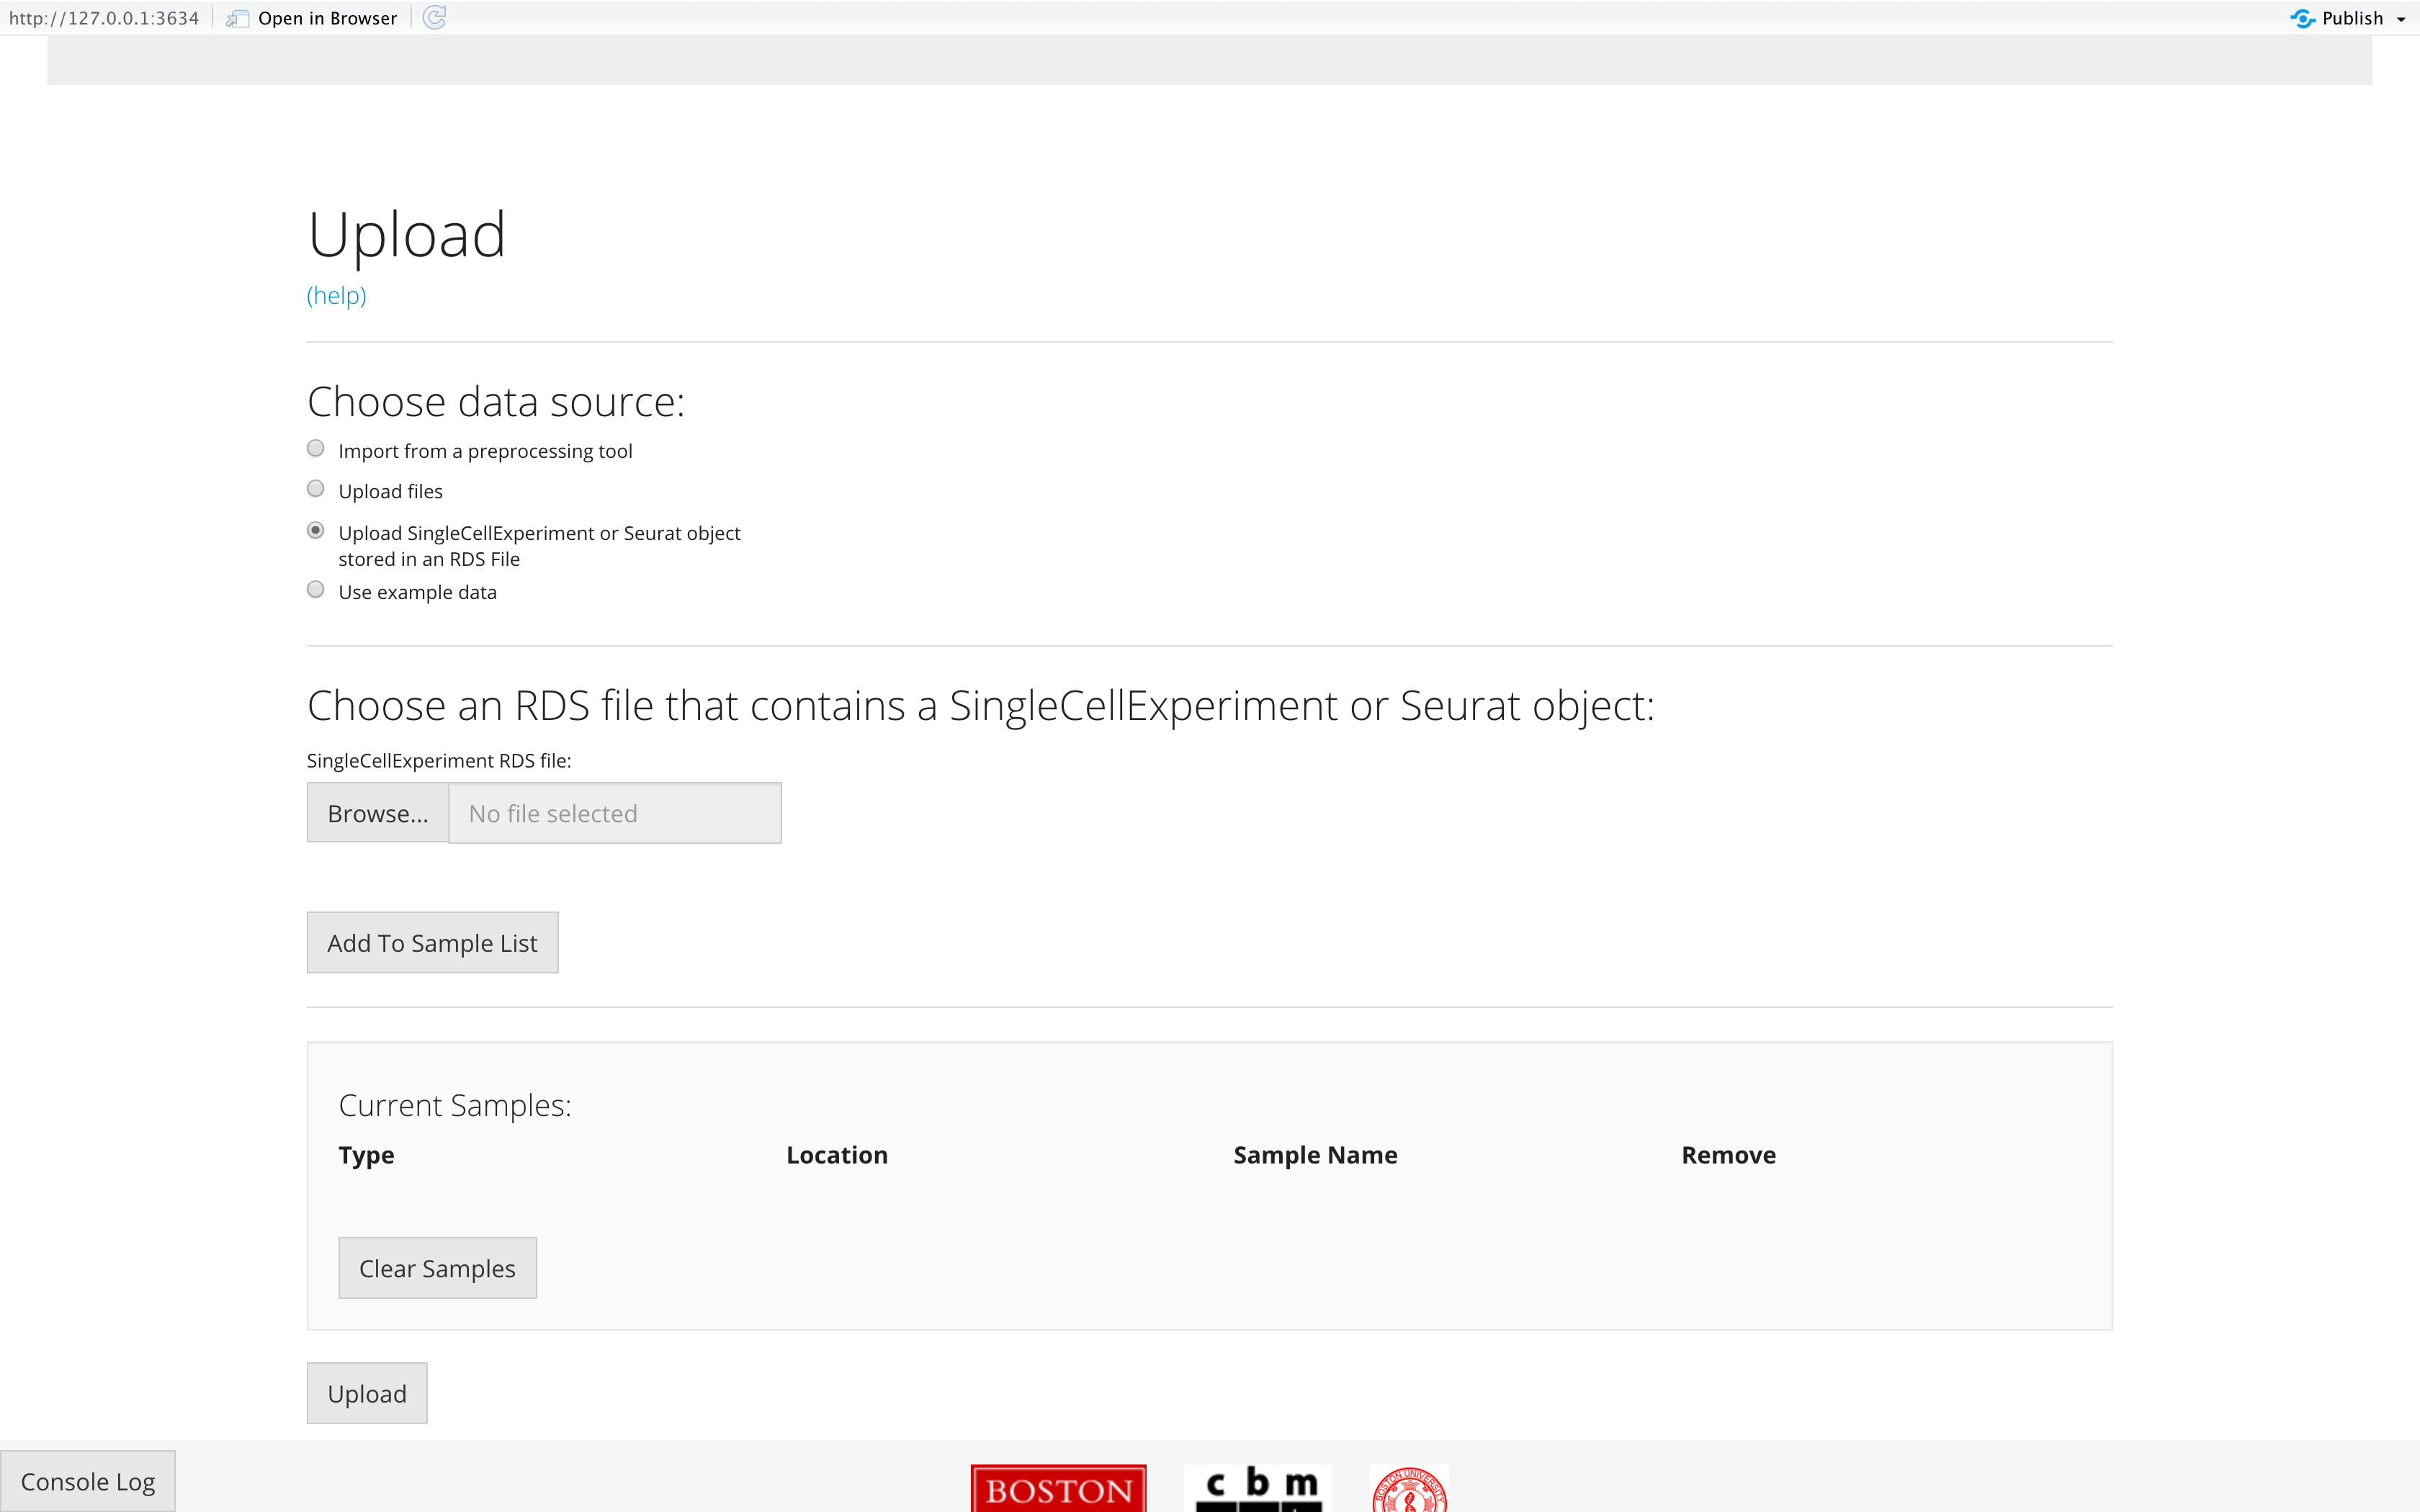 http://127.0.0.1:3634 Open in Browser Publish
Upload
(help)
Choose data source:
Import from a preprocessing tool
Upload files
Upload SingleCellExperiment or Seurat object
stored in an RDS File
Use example data
Choose an RDS file that contains a SingleCellExperiment or Seurat object:
SingleCellExperiment RDS file:
Browse... No file selected
Add To Sample List
Current Samples:
Type Location Sample Name Remove
Clear Samples
Upload
Console Log
BOSTON
cbm
BOSTON UNIVERSITY